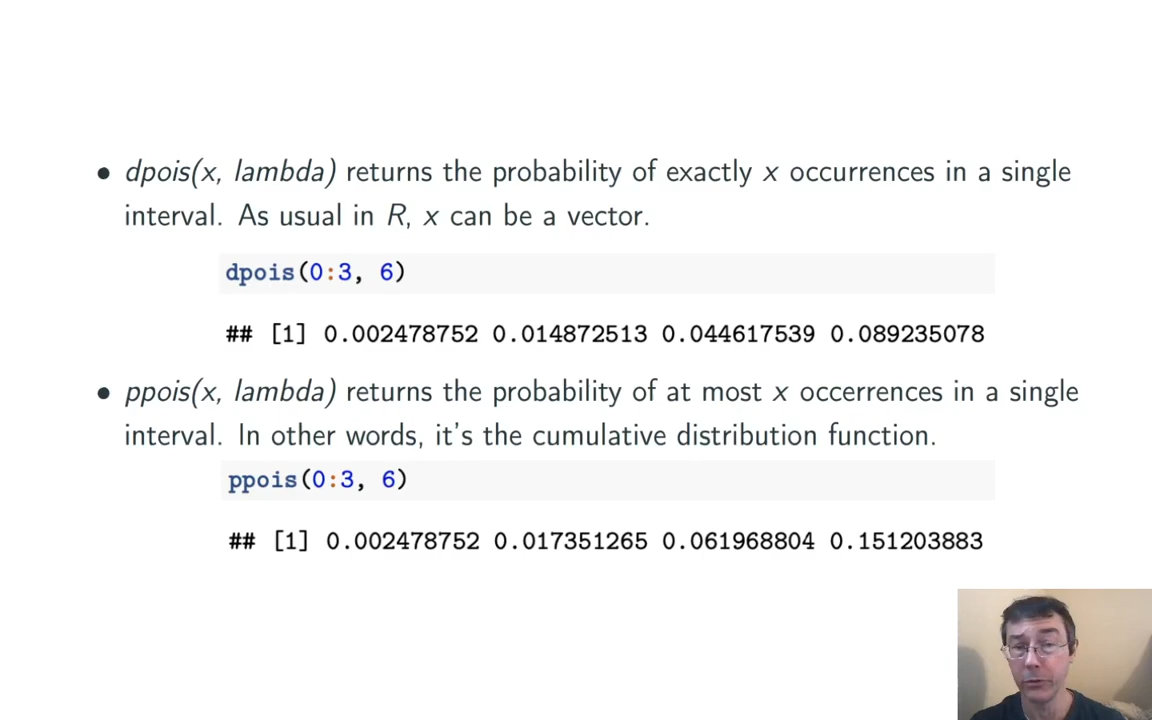 • dpois(x, lambda) returns the probability of exactly x occurrences in a single
interval. As usual in R, x can be a vector.
dpois(0:3, 6)
## [1] 0.002478752 0.014872513 0.044617539 0.089235078
• ppois(x, lambda) returns the probability of at most x occerrences in a single
interval. In other words, it's the cumulative distribution function.
ppois(0:3, 6)
## [1] 0.002478752 0.017351265 0.061968804 0.151203883